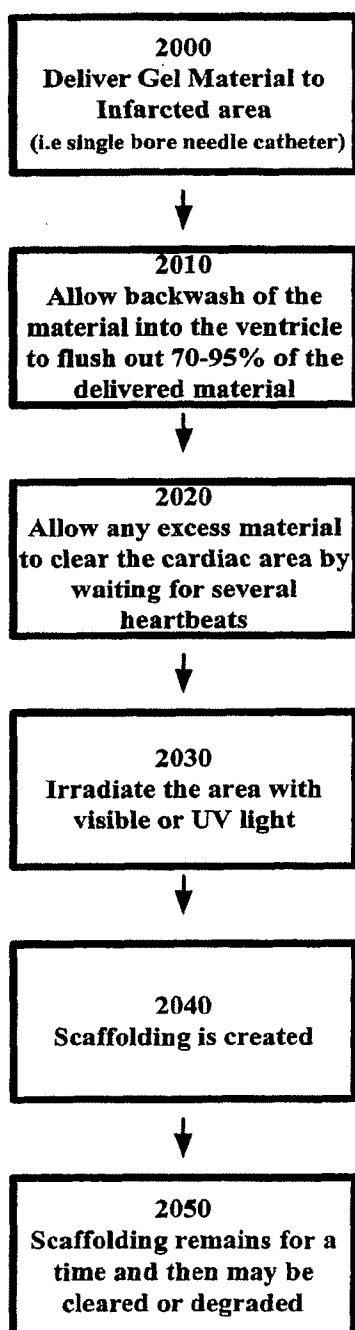 2000
Deliver Gel Material to
Infarcted area
(i.e single bore needle catheter)
2010
Allow backwash of the
material into the ventricle
to flush out 70-95% of the
delivered material
2020
Allow any excess material
to clear the cardiac area by
waiting for several
heartbeats
2030
Irradiate the area with
visible or UV light
2040
Scaffolding is created
2050
Scaffolding remains for a
time and then may be
cleared or degraded